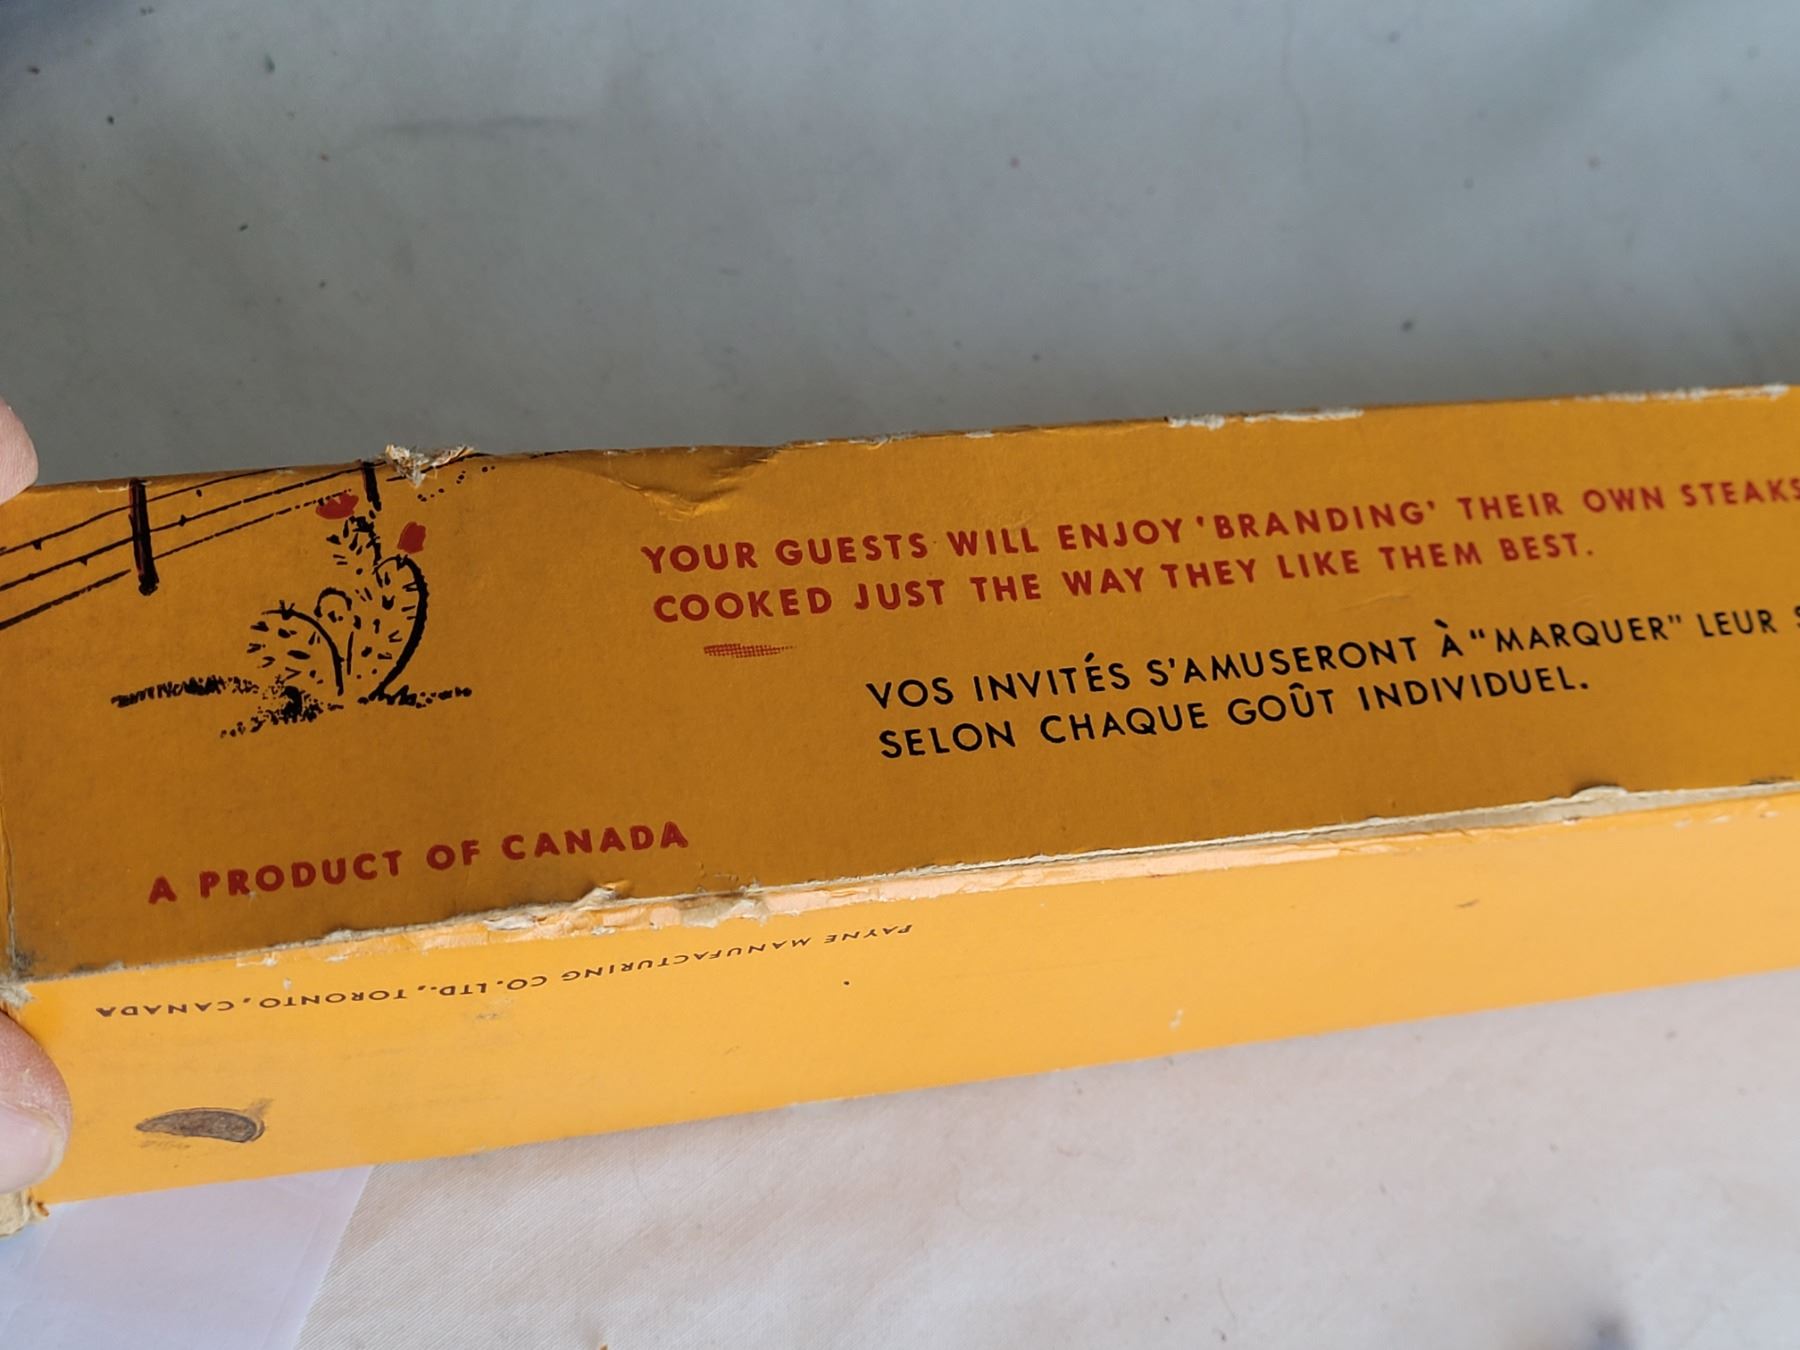 YOUR GUESTS WILL ENJOY 'BRANDING' THEIR OWN STEAKS
COOKED JUST THE WAY THEY LIKE THEM BEST.
VOS INVITÉS S'AMUSERONT À "MARQUER" LEUR
SELON CHAQUE GOÛT INDIVIDUEL.
A PRODUCT OF CANADA
PAYNE MANUFACTURING CO. LTD., TORONTO, CANADA